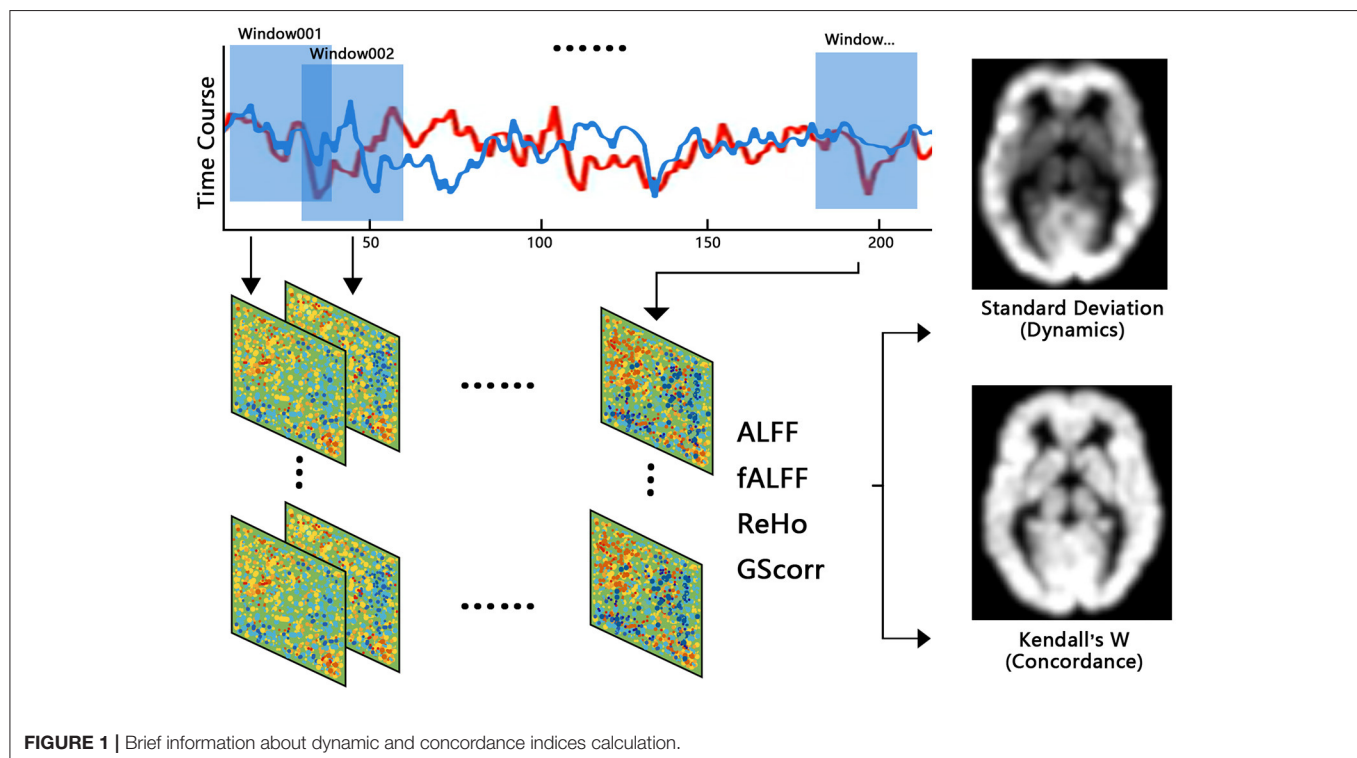 Window001
Window002
Window...
Time Course
50
100
150
200
ALFF
fALFF
ReHo
GScorr
Standard Deviation
(Dynamics)
Kendall's W
(Concordance)
FIGURE 1 | Brief information about dynamic and concordance indices calculation.